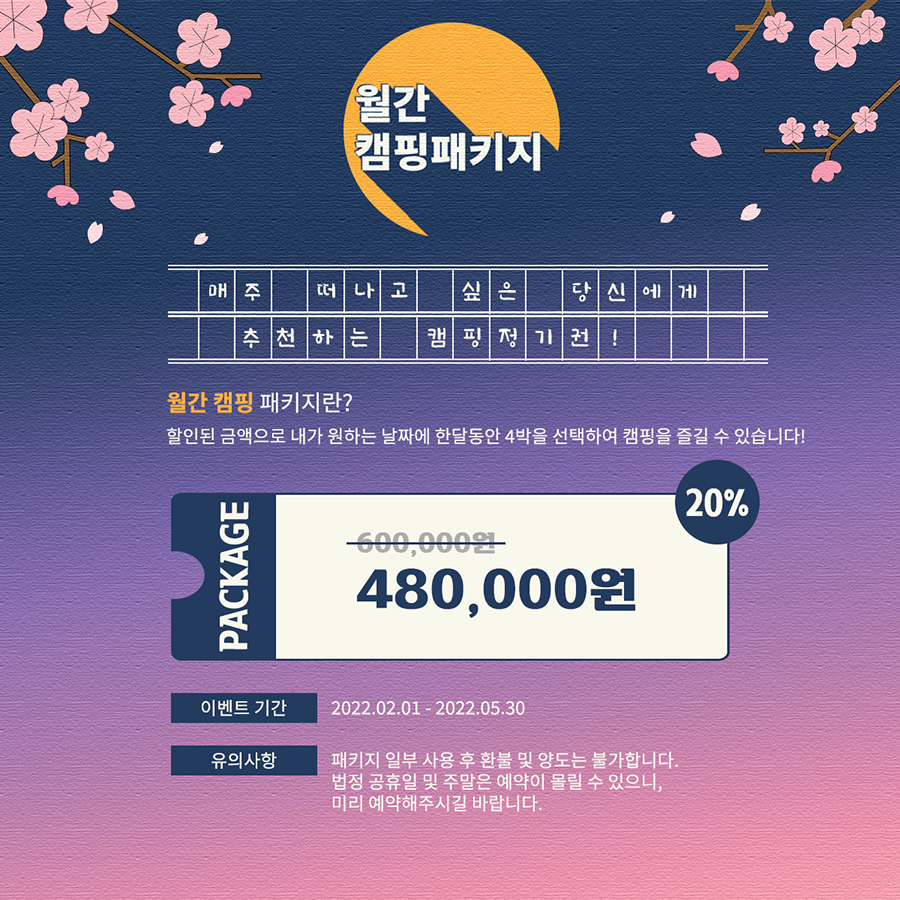 월간
캠핑패키지
매주 떠나고 싶은 당신에게
추천하는 캠핑정기권!
월간 캠핑 패키지란?
할인된 금액으로 내가 원하는 날짜에 한달동안 4박을 선택하여 캠핑을 즐길 수 있습니다!
20%
PACKAGE
600,000원
480,000원
이벤트 기간 2022.02.01 - 2022.05.30
유의사항 패키지 일부 사용 후 환불 및 양도는 불가합니다.
법정 공휴일 및 주말은 예약이 몰릴 수 있으니,
미리 예약해주시길 바랍니다.